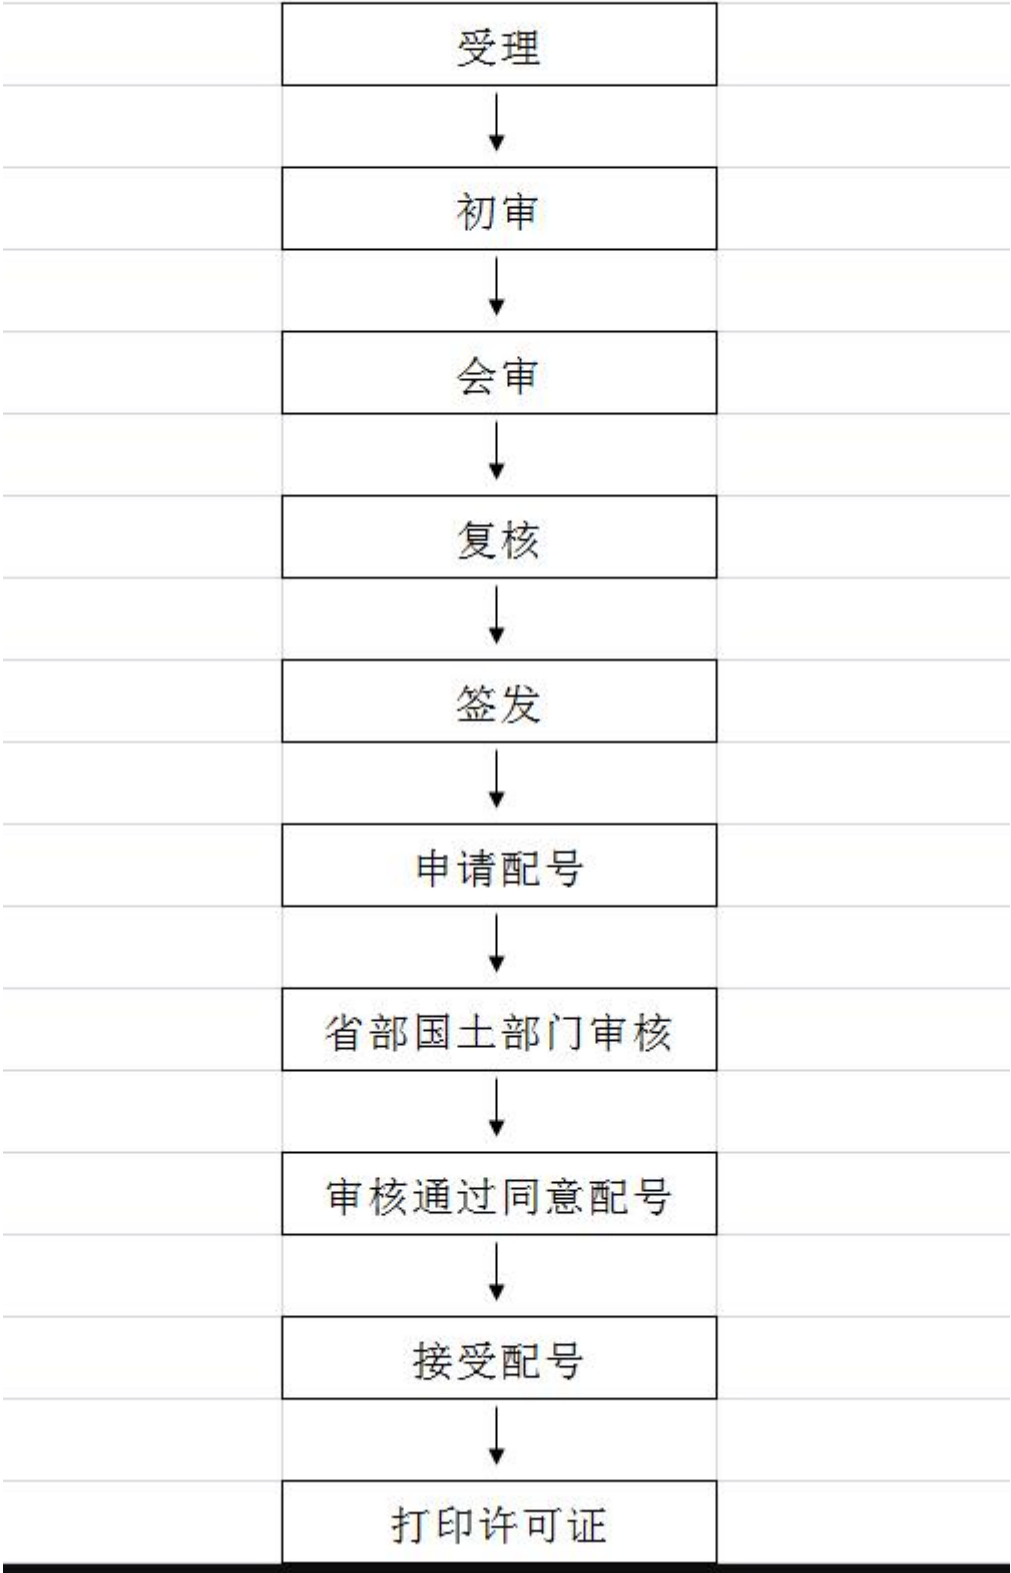 受理
初审
会审
复核
签发
申请配号
省部国土部门审核
审核通过同意配号
接受配号
打印许可证